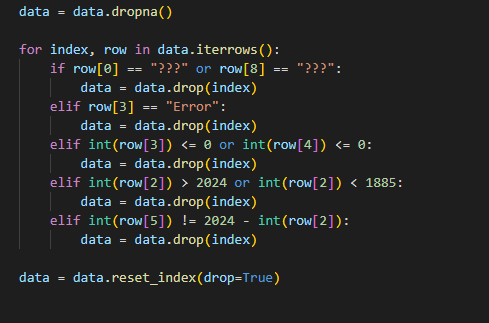 data = data.dropna()

for index, row in data.iterrows():
    if row[0] == "???" or row[8] == "???":
        data = data.drop(index)
    elif row[3] == "Error":
        data = data.drop(index)
    elif int(row[3]) <= 0 or int(row[4]) <= 0:
        data = data.drop(index)
    elif int(row[2]) > 2024 or int(row[2]) < 1885:
        data = data.drop(index)
    elif int(row[5]) != 2024 - int(row[2]):
        data = data.drop(index)

data = data.reset_index(drop=True)